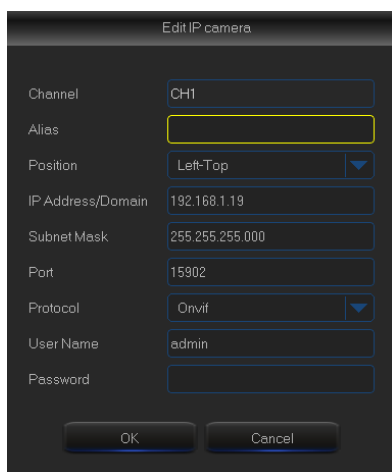 Edit IP camera
Channel CH1
Alias
Position Left-Top
IP Address/Domain 192.168.1.19
Subnet Mask 255.255.255.000
Port 15902
Protocol Onvif
User Name admin
Password
OK Cancel